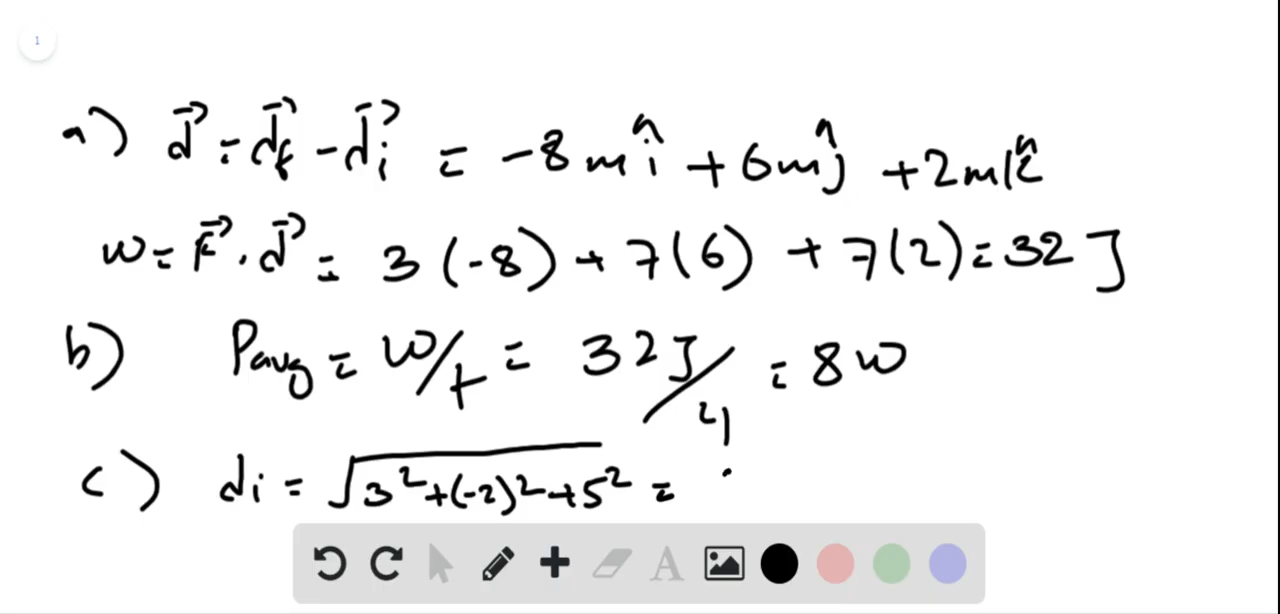 1
a) d⃗ = d⃗f - d⃗i = -8 m î + 6 m ĵ + 2 m k̂
w = F⃗ . d⃗ = 3 (-8) + 7 (6) + 7 (2) = 32 J
b) Pavg = w/t = 32 J/4 = 8 w
c) di = √(3² + (-2)² + 5²) =
A